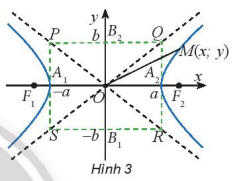 y
P b B₂ Q
M(x; y)
A₁ A₂ x
F₁ –a O a F₂
S –b B₁ R
Hình 3